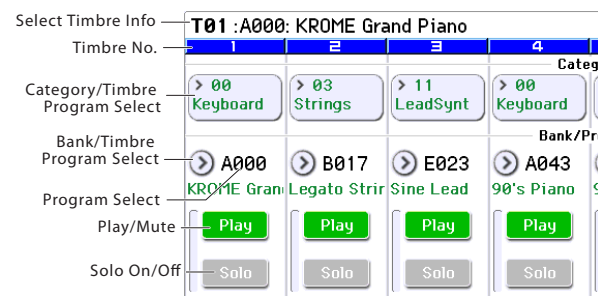 Select Timbre Info T01 :A000: KROME Grand Piano
Timbre No. 1 2 3 4
Categ
Category/Timbre Program Select
> 00 Keyboard
> 03 Strings
> 11 LeadSynt
> 00 Keyboard
Bank/Pr
Bank/Timbre Program Select
> A000 > B017 > E023 > A043
Program Select
KROME Gran Legato Strir Sine Lead 90's Piano
Play/Mute Play Play Play Play
Solo On/Off Solo Solo Solo Solo